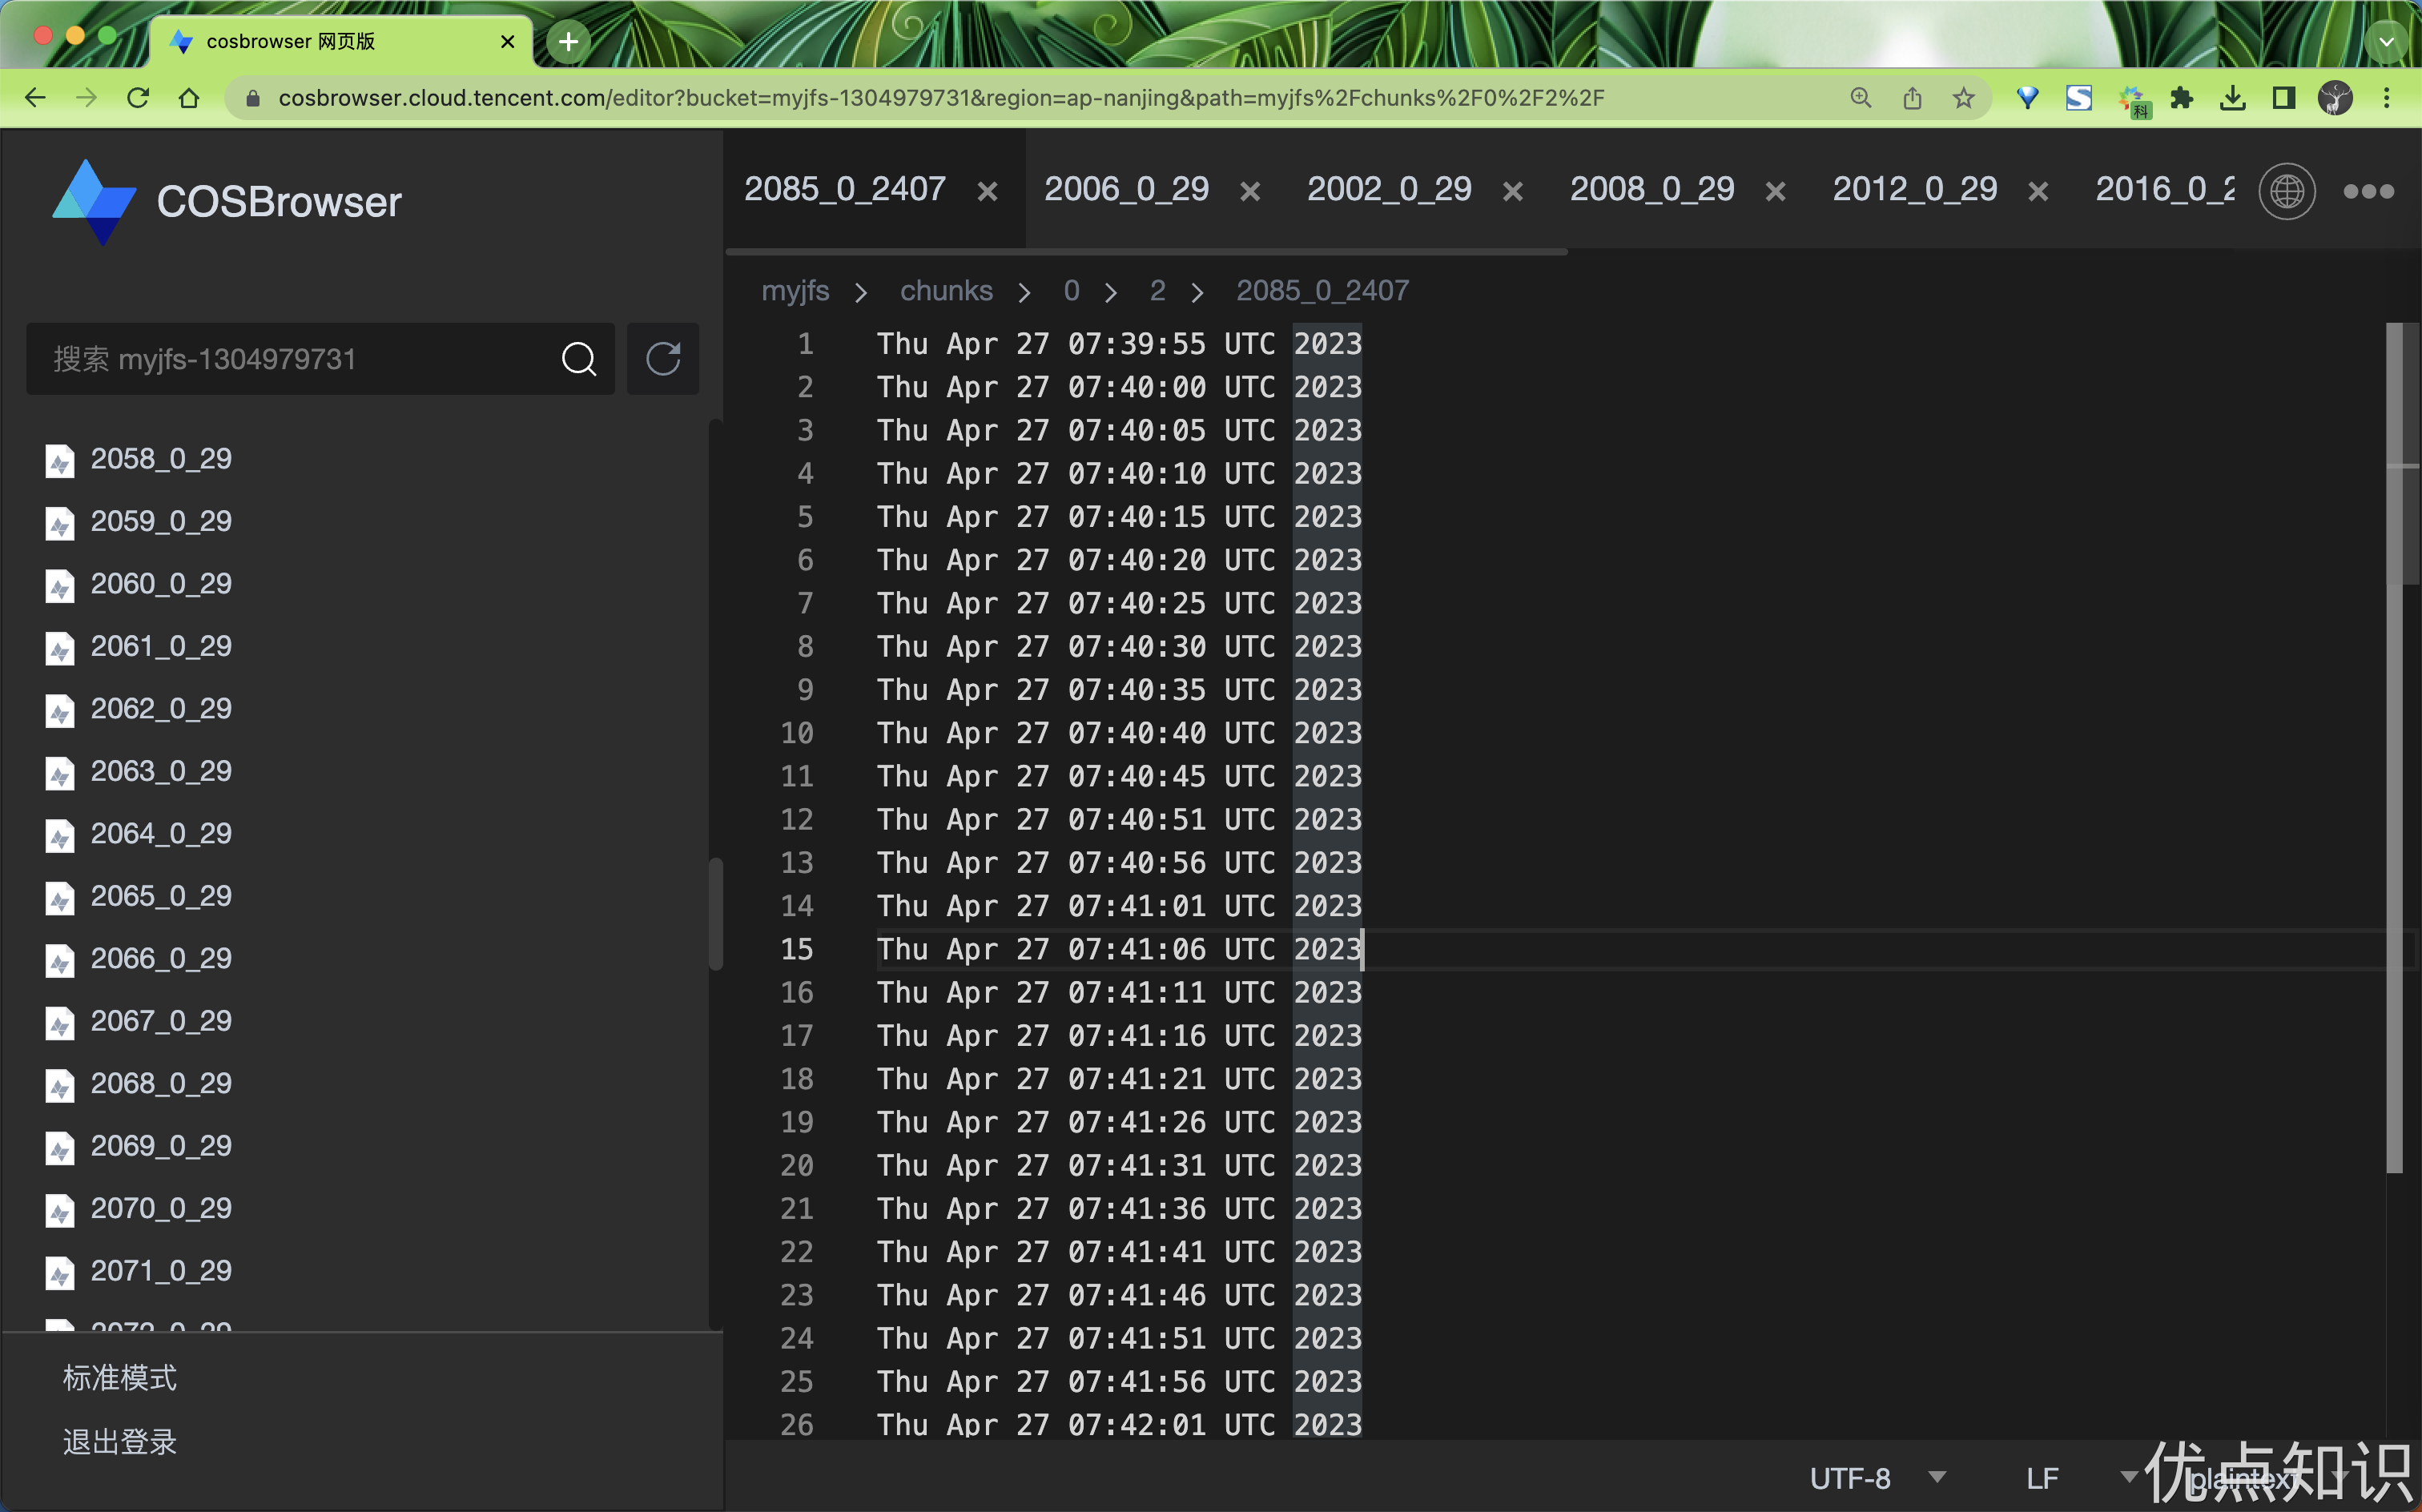 cosbrowser 网页版
cosbrowser.cloud.tencent.com/editor?bucket=myjfs-1304979731&region=ap-nanjing&path=myjfs%2Fchunks%2F0%2F2%2F
科
COSBrowser
搜索 myjfs-1304979731
2058_0_29
2059_0_29
2060_0_29
2061_0_29
2062_0_29
2063_0_29
2064_0_29
2065_0_29
2066_0_29
2067_0_29
2068_0_29
2069_0_29
2070_0_29
2071_0_29
2072_0_29
标准模式
退出登录
2085_0_2407 2006_0_29 2002_0_29 2008_0_29 2012_0_29 2016_0_2
myjfs > chunks > 0 > 2 > 2085_0_2407
1 Thu Apr 27 07:39:55 UTC 2023
2 Thu Apr 27 07:40:00 UTC 2023
3 Thu Apr 27 07:40:05 UTC 2023
4 Thu Apr 27 07:40:10 UTC 2023
5 Thu Apr 27 07:40:15 UTC 2023
6 Thu Apr 27 07:40:20 UTC 2023
7 Thu Apr 27 07:40:25 UTC 2023
8 Thu Apr 27 07:40:30 UTC 2023
9 Thu Apr 27 07:40:35 UTC 2023
10 Thu Apr 27 07:40:40 UTC 2023
11 Thu Apr 27 07:40:45 UTC 2023
12 Thu Apr 27 07:40:51 UTC 2023
13 Thu Apr 27 07:40:56 UTC 2023
14 Thu Apr 27 07:41:01 UTC 2023
15 Thu Apr 27 07:41:06 UTC 2023
16 Thu Apr 27 07:41:11 UTC 2023
17 Thu Apr 27 07:41:16 UTC 2023
18 Thu Apr 27 07:41:21 UTC 2023
19 Thu Apr 27 07:41:26 UTC 2023
20 Thu Apr 27 07:41:31 UTC 2023
21 Thu Apr 27 07:41:36 UTC 2023
22 Thu Apr 27 07:41:41 UTC 2023
23 Thu Apr 27 07:41:46 UTC 2023
24 Thu Apr 27 07:41:51 UTC 2023
25 Thu Apr 27 07:41:56 UTC 2023
26 Thu Apr 27 07:42:01 UTC 2023
UTF-8 LF plaintext
优点知识